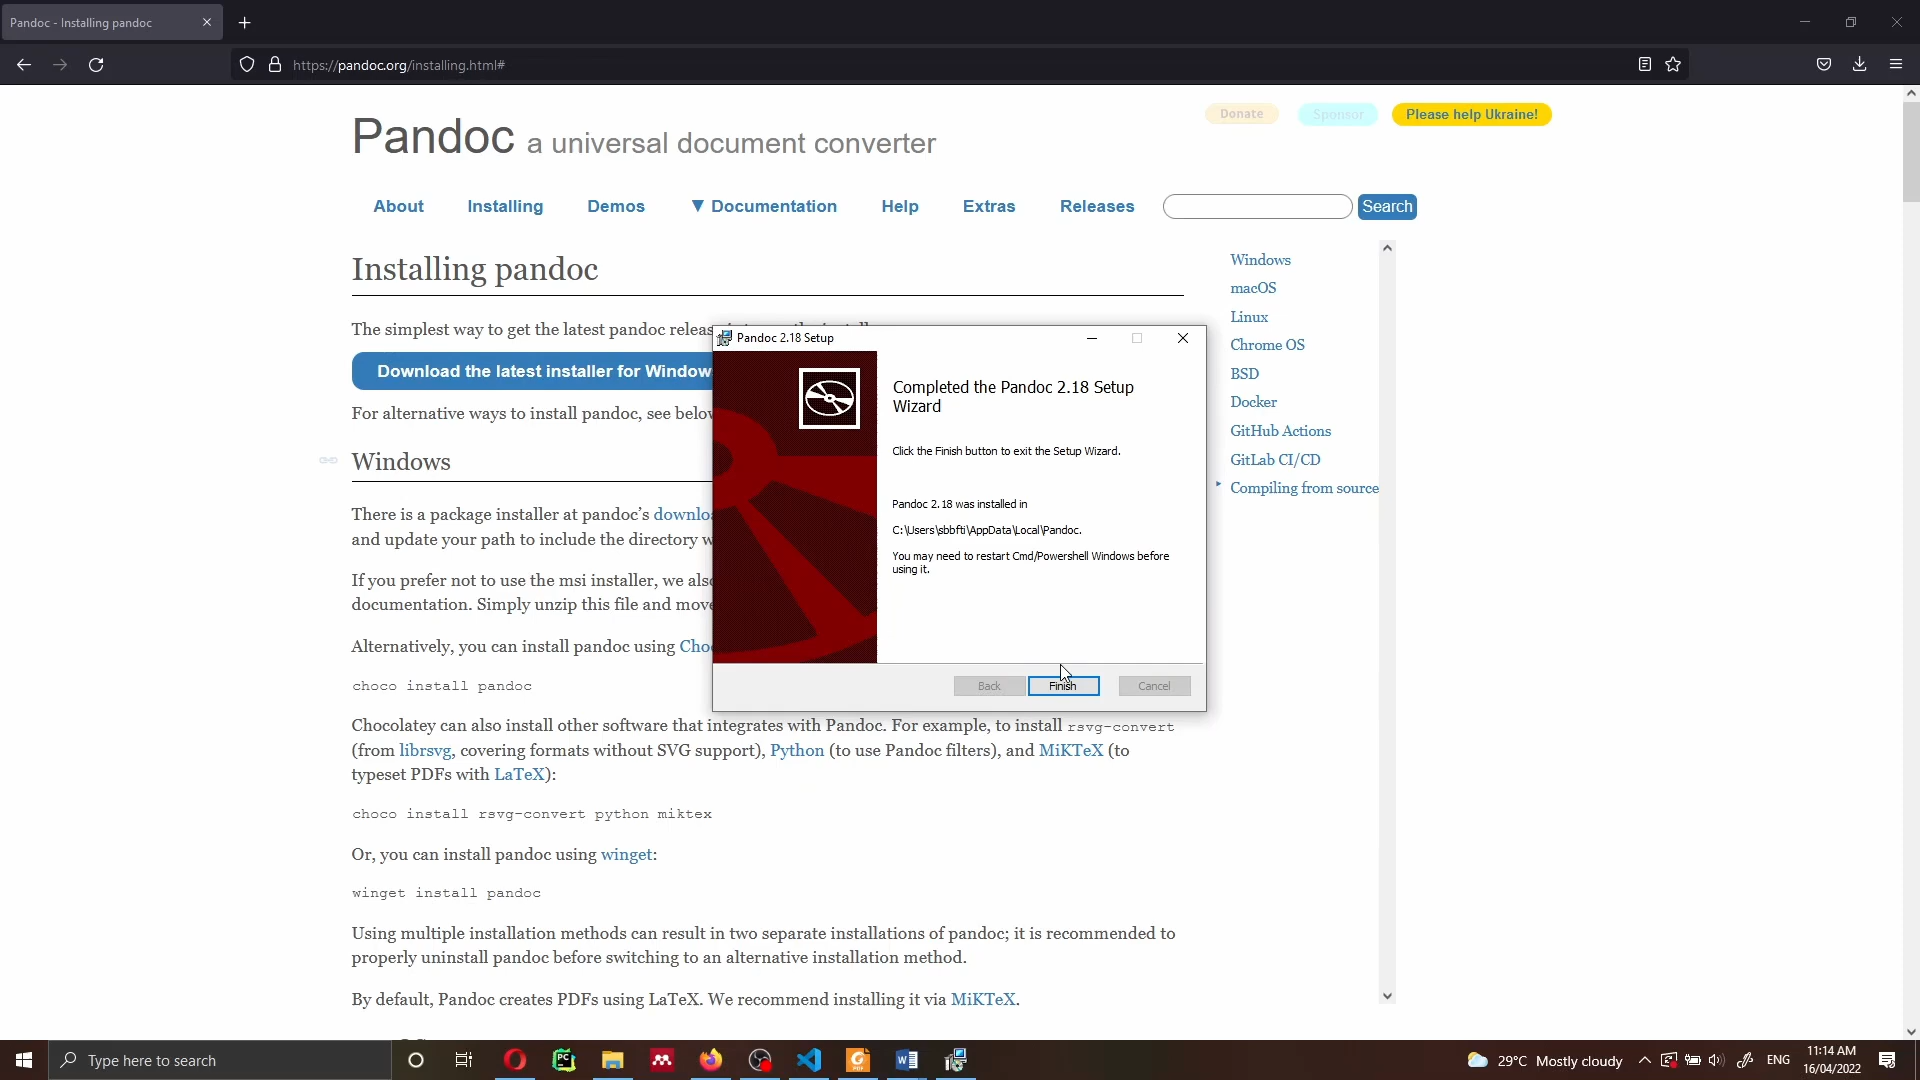 Pandoc - Installing pandoc
https://pandoc.org/installing.html#
Donate
Sponsor
Please help Ukraine!
Pandoc a universal document converter
About
Installing
Demos
▼ Documentation
Help
Extras
Releases
Search
Installing pandoc
The simplest way to get the latest pandoc
Download the latest installer for
For alternative ways to install pandoc, see
Windows
There is a package installer at pandoc’s
and update your path to include the directory
If you prefer not to use the msi installer, we
documentation. Simply unzip this file and
Alternatively, you can install pandoc using
choco install pandoc
Chocolatey can also install other software that integrates with Pandoc. For example, to install rsvg-convert
(from librsvg, covering formats without SVG support), Python (to use Pandoc filters), and MiKTeX (to
typeset PDFs with LaTeX):
choco install rsvg-convert python miktex
Or, you can install pandoc using winget:
winget install pandoc
Using multiple installation methods can result in two separate installations of pandoc; it is recommended to
properly uninstall pandoc before switching to an alternative installation method.
By default, Pandoc creates PDFs using LaTeX. We recommend installing it via MiKTeX.
Windows
macOS
Linux
Chrome OS
BSD
Docker
GitHub Actions
GitLab CI/CD
Compiling from source
Pandoc 2.18 Setup
Completed the Pandoc 2.18 Setup
Wizard
Click the Finish button to exit the Setup Wizard.
Pandoc 2.18 was installed in
C:\Users\sbbfti\AppData\Local\Pandoc.
You may need to restart Cmd/Powershell Windows before
using it.
Back
Finish
Cancel
Type here to search
29°C Mostly cloudy
ENG
11:14 AM
16/04/2022